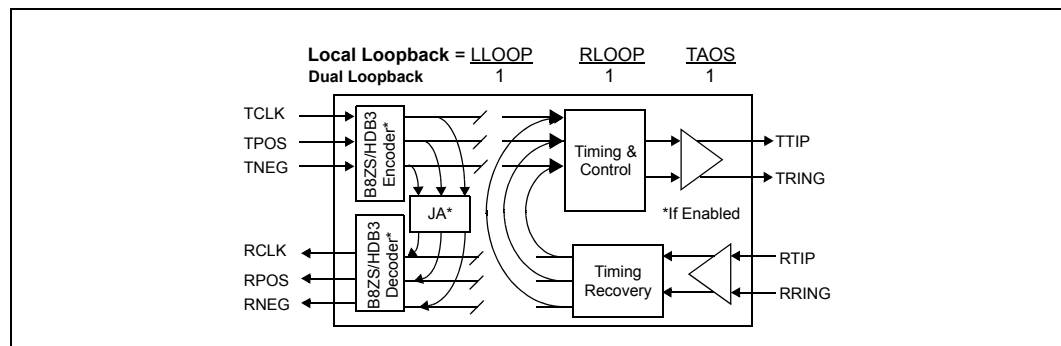 Local Loopback = LLOOP RLOOP TAOS
Dual Loopback 1 1 1
TCLK
TPOS
TNEG
B8ZS/HDB3
Encoder*
Timing &
Control
TTIP
TRING
JA*
*If Enabled
RCLK
RPOS
RNEG
B8ZS/HDB3
Decoder*
Timing
Recovery
RTIP
RRING